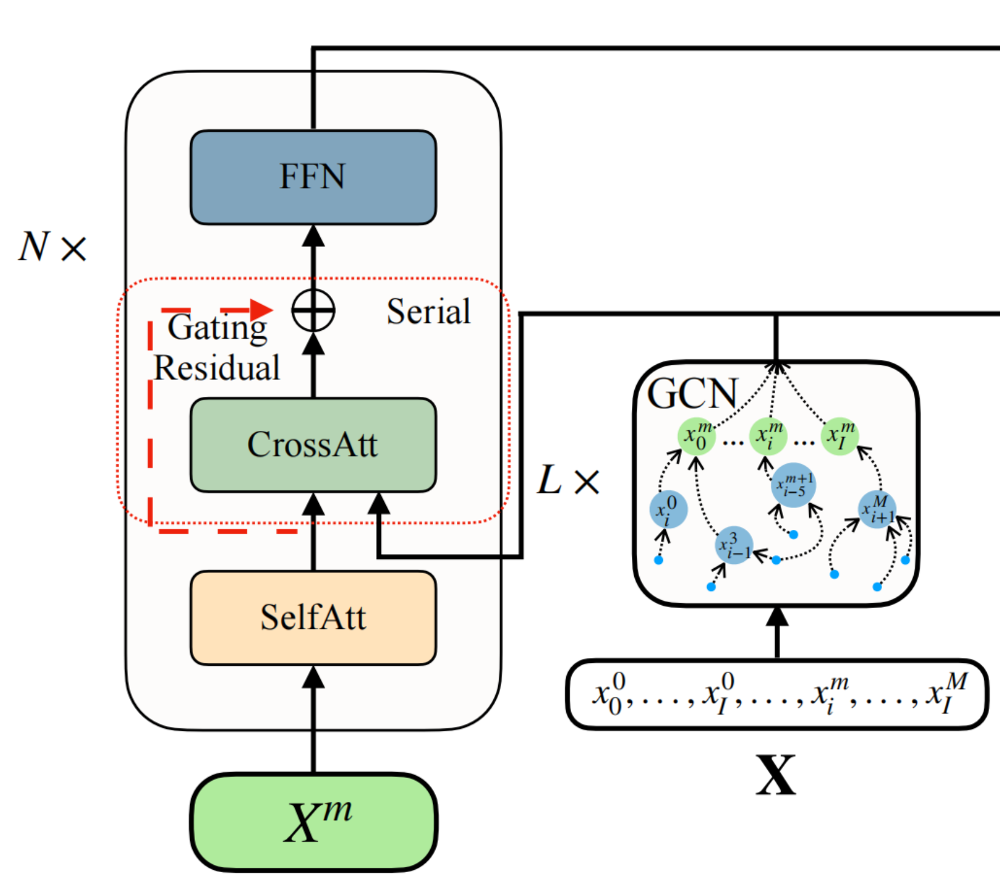 FFN
N ×
Serial
Gating
Residual
CrossAtt
SelfAtt
X^m
L ×
GCN
x_0^m ... x_i^m ... x_I^m
x_{i-5}^{m+1}
x_i^0
x_{i+1}^M
x_{i-1}^3
x_0^0, . . . , x_I^0, . . . , x_i^m, . . . , x_I^M
X